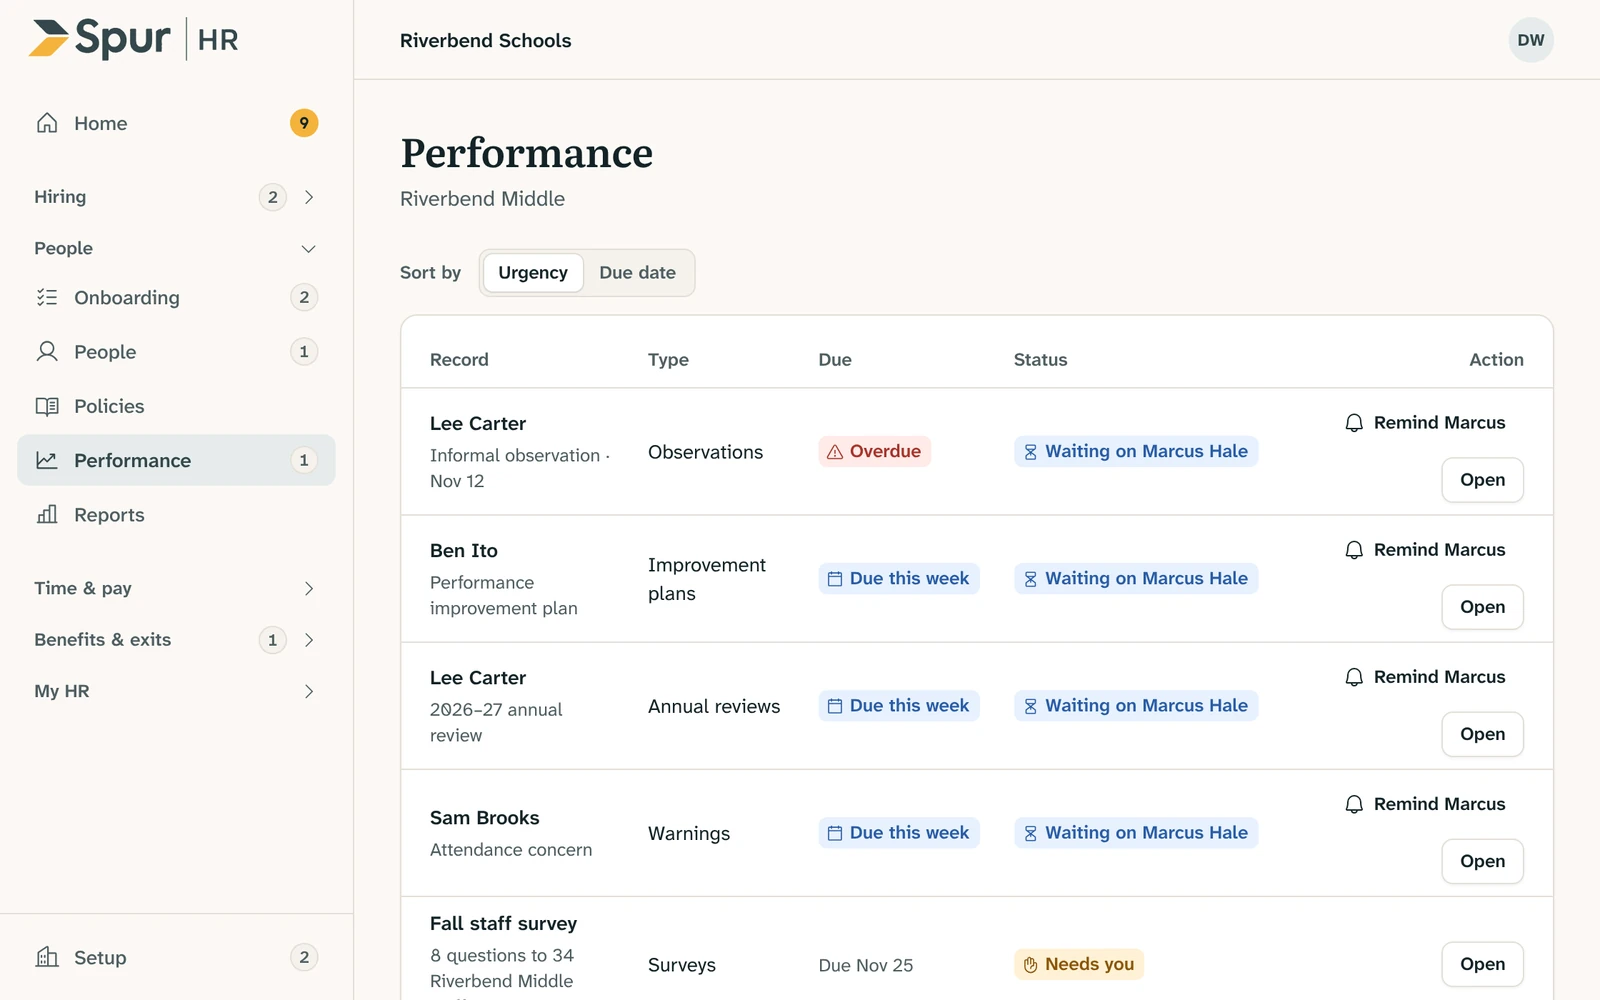 Spur HR
Riverbend Schools
DW
Home 9
Hiring 2
People
Onboarding 2
People 1
Policies
Performance 1
Reports
Time & pay
Benefits & exits 1
My HR
Setup 2
Performance
Riverbend Middle
Sort by Urgency Due date
Record Type Due Status Action
Lee Carter
Informal observation ·
Nov 12
Observations
Overdue
Waiting on Marcus Hale
Remind Marcus
Open
Ben Ito
Performance
improvement plan
Improvement
plans
Due this week
Waiting on Marcus Hale
Remind Marcus
Open
Lee Carter
2026–27 annual
review
Annual reviews
Due this week
Waiting on Marcus Hale
Remind Marcus
Open
Sam Brooks
Attendance concern
Warnings
Due this week
Waiting on Marcus Hale
Remind Marcus
Open
Fall staff survey
8 questions to 34
Riverbend Middle
Surveys
Due Nov 25
Needs you
Open